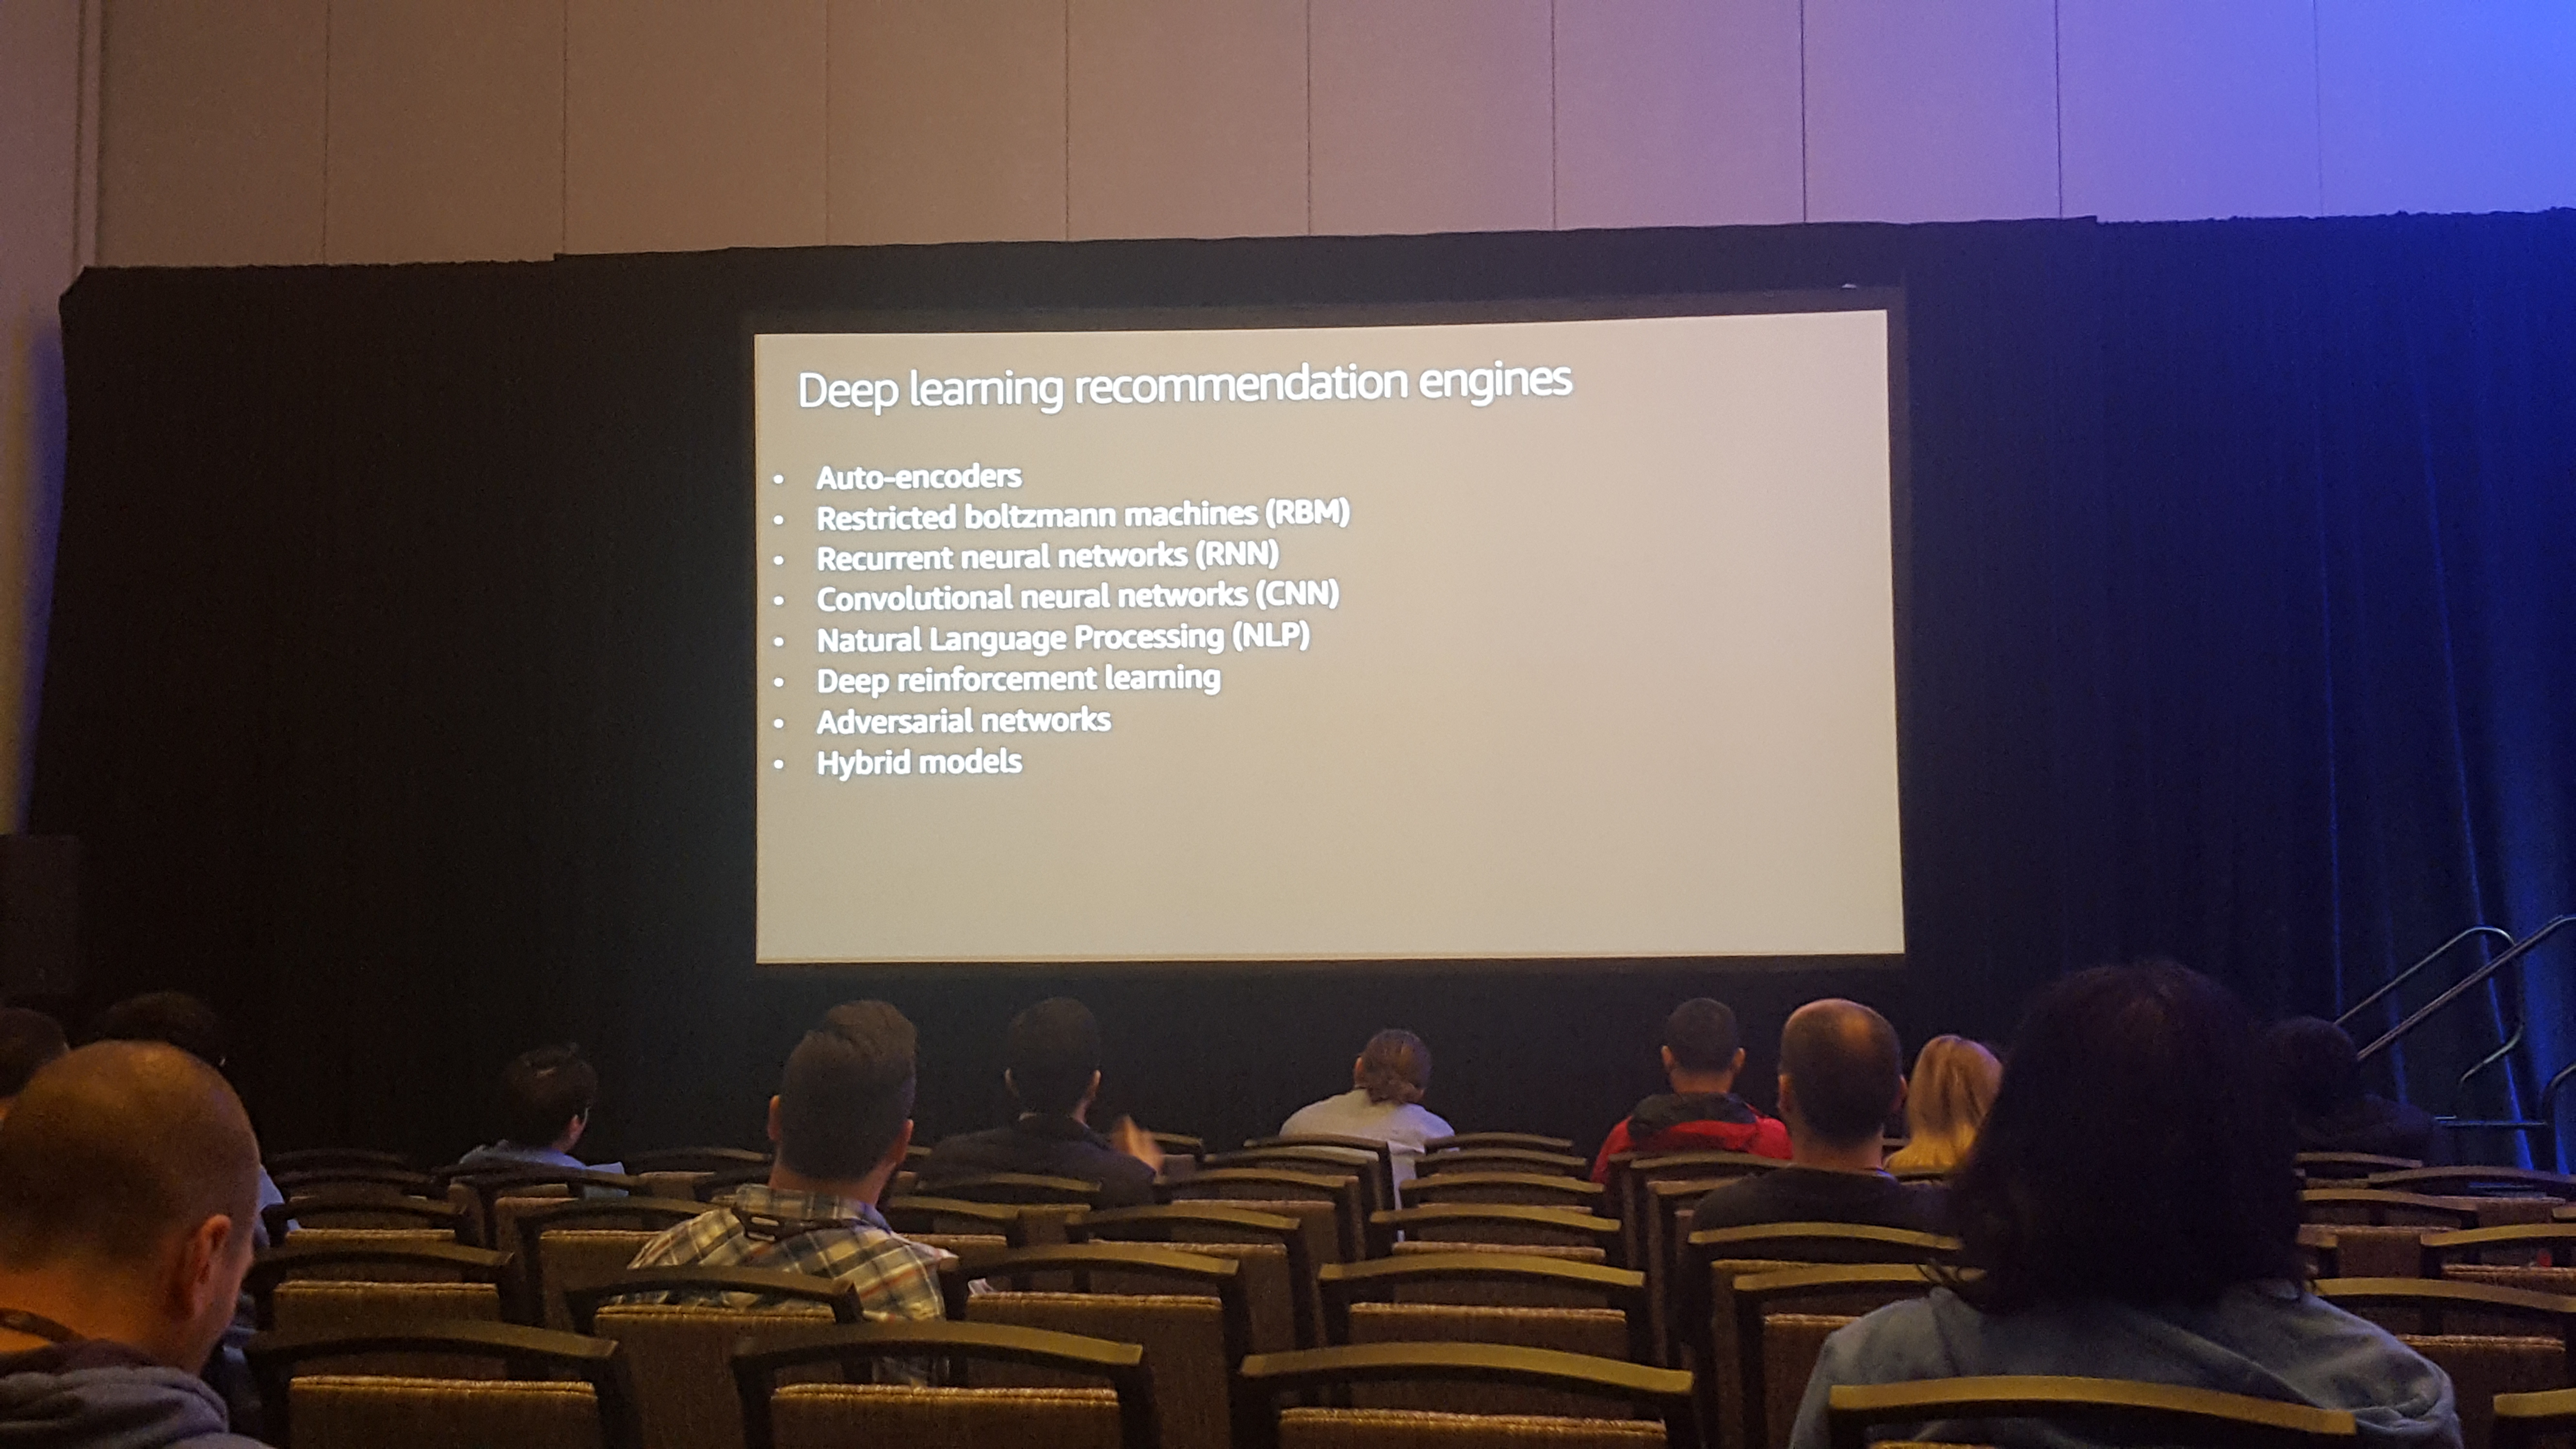 Deep learning recommendation engines
• Auto-encoders
• Restricted boltzmann machines (RBM)
• Recurrent neural networks (RNN)
• Convolutional neural networks (CNN)
• Natural Language Processing (NLP)
• Deep reinforcement learning
• Adversarial networks
• Hybrid models